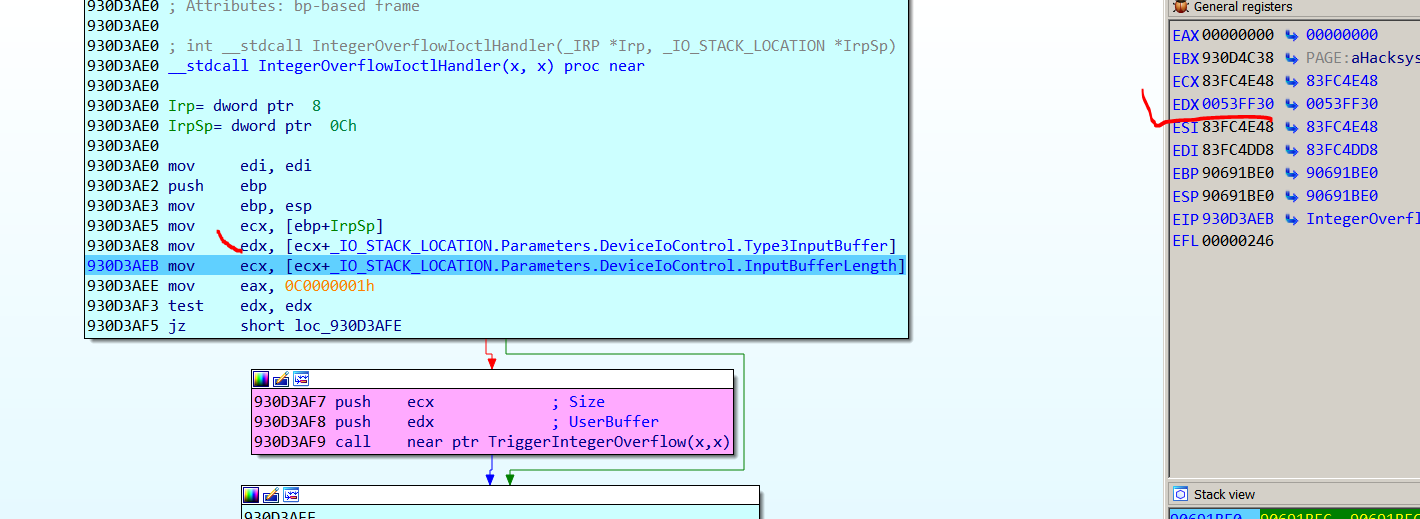 930D3AE0 ; Attributes: bp-based frame
930D3AE0
930D3AE0 ; int __stdcall IntegerOverflowIoctlHandler(_IRP *Irp, _IO_STACK_LOCATION *IrpSp)
930D3AE0 __stdcall IntegerOverflowIoctlHandler(x, x) proc near
930D3AE0
930D3AE0 Irp= dword ptr  8
930D3AE0 IrpSp= dword ptr  0Ch
930D3AE0
930D3AE0 mov     edi, edi
930D3AE2 push    ebp
930D3AE3 mov     ebp, esp
930D3AE5 mov     ecx, [ebp+IrpSp]
930D3AE8 mov     edx, [ecx+_IO_STACK_LOCATION.Parameters.DeviceIoControl.Type3InputBuffer]
930D3AEB mov     ecx, [ecx+_IO_STACK_LOCATION.Parameters.DeviceIoControl.InputBufferLength]
930D3AEE mov     eax, 0C0000001h
930D3AF3 test    edx, edx
930D3AF5 jz      short loc_930D3AFE
930D3AF7 push    ecx             ; Size
930D3AF8 push    edx             ; UserBuffer
930D3AF9 call    near ptr TriggerIntegerOverflow(x,x)
930D3AFE
General registers
EAX 00000000 00000000
EBX 930D4C38 PAGE:aHacksys
ECX 83FC4E48 83FC4E48
EDX 0053FF30 0053FF30
ESI 83FC4E48 83FC4E48
EDI 83FC4DD8 83FC4DD8
EBP 90691BE0 90691BE0
ESP 90691BE0 90691BE0
EIP 930D3AEB IntegerOverfl
EFL 00000246
Stack view
90691BE0 90691BFC